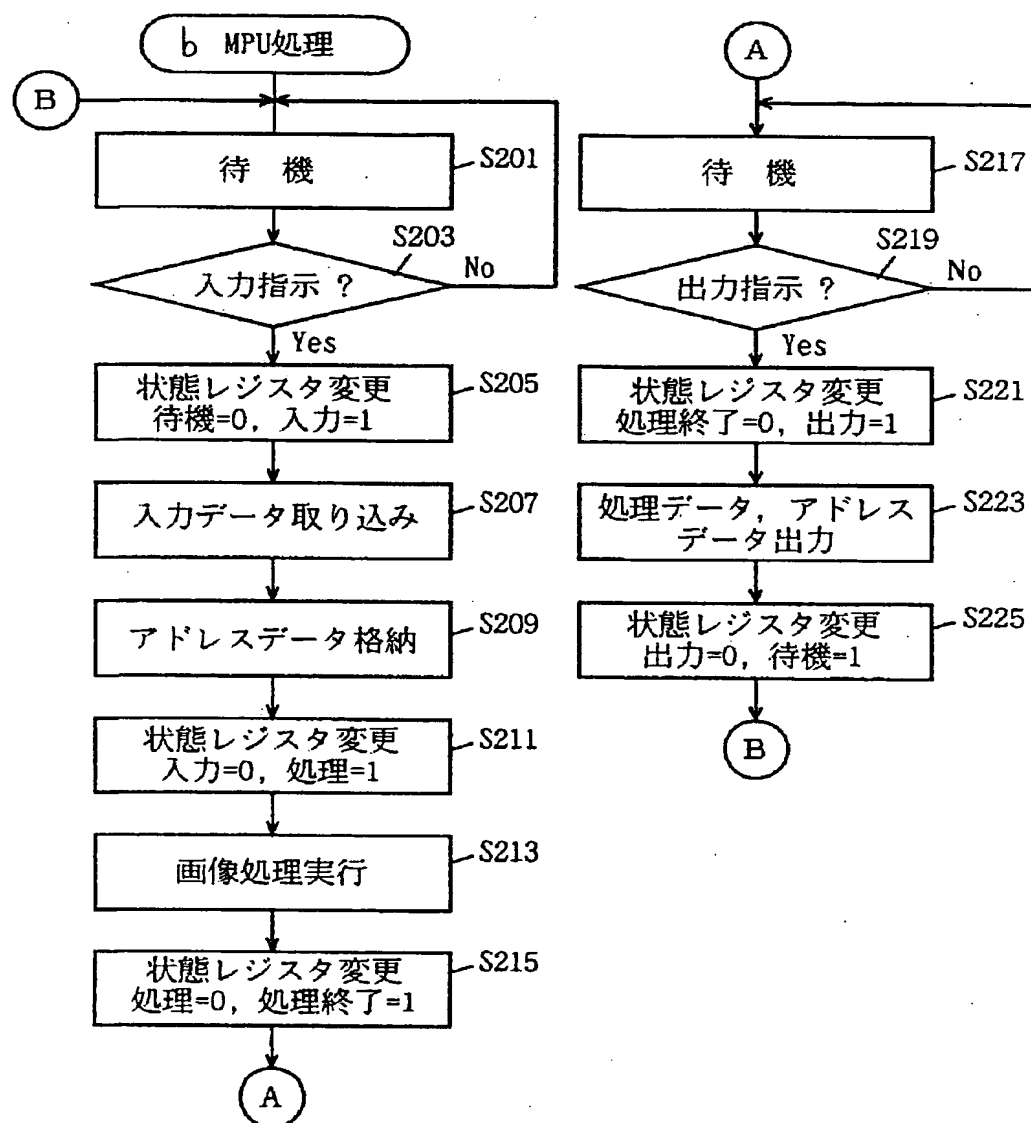 b MPU処理
B
待 機
S201
S203
入力指示 ?
No
Yes
状態レジスタ変更
待機=0, 入力=1
S205
入力データ取り込み
S207
アドレスデータ格納
S209
状態レジスタ変更
入力=0, 処理=1
S211
画像処理実行
S213
状態レジスタ変更
処理=0, 処理終了=1
S215
A
A
待 機
S217
S219
出力指示 ?
No
Yes
状態レジスタ変更
処理終了=0, 出力=1
S221
処理データ, アドレス
データ出力
S223
状態レジスタ変更
出力=0, 待機=1
S225
B